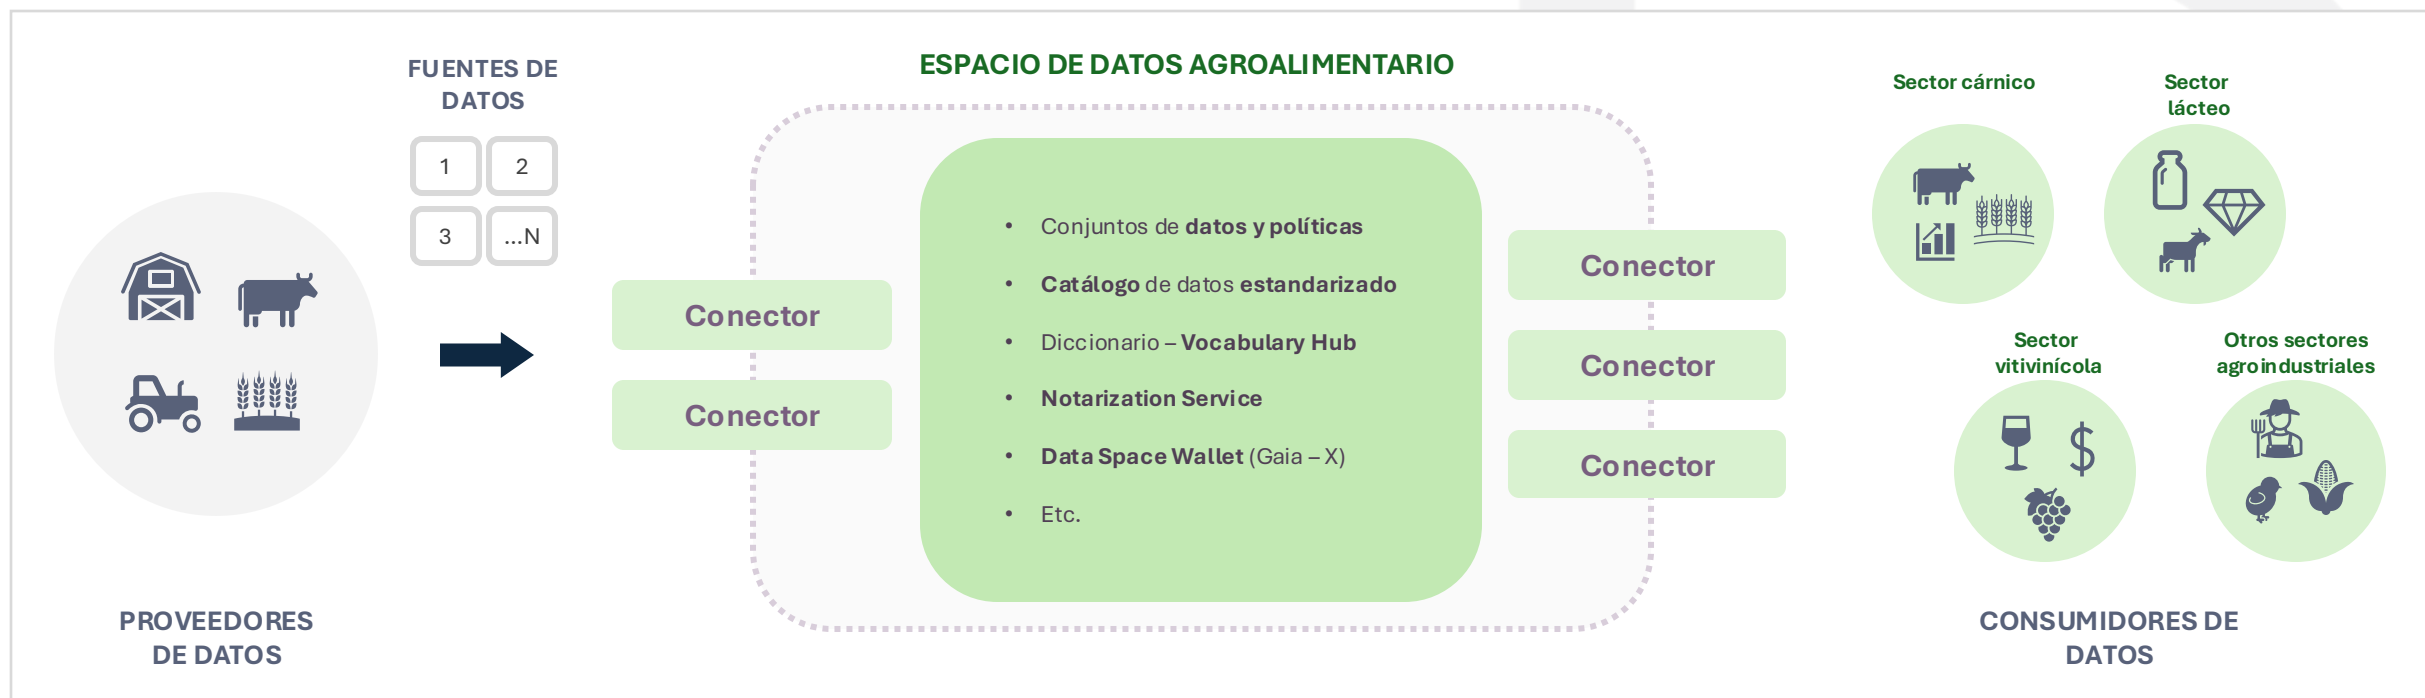 FUENTES DE
DATOS
1
2
3
...N
PROVEEDORES
DE DATOS
ESPACIO DE DATOS AGROALIMENTARIO
Conector
Conector
• Conjuntos de datos y políticas
• Catálogo de datos estandarizado
• Diccionario – Vocabulary Hub
• Notarization Service
• Data Space Wallet (Gaia – X)
• Etc.
Conector
Conector
Conector
Sector cárnico
Sector
lácteo
Sector
vitivinícola
Otros sectores
agroindustriales
CONSUMIDORES DE
DATOS